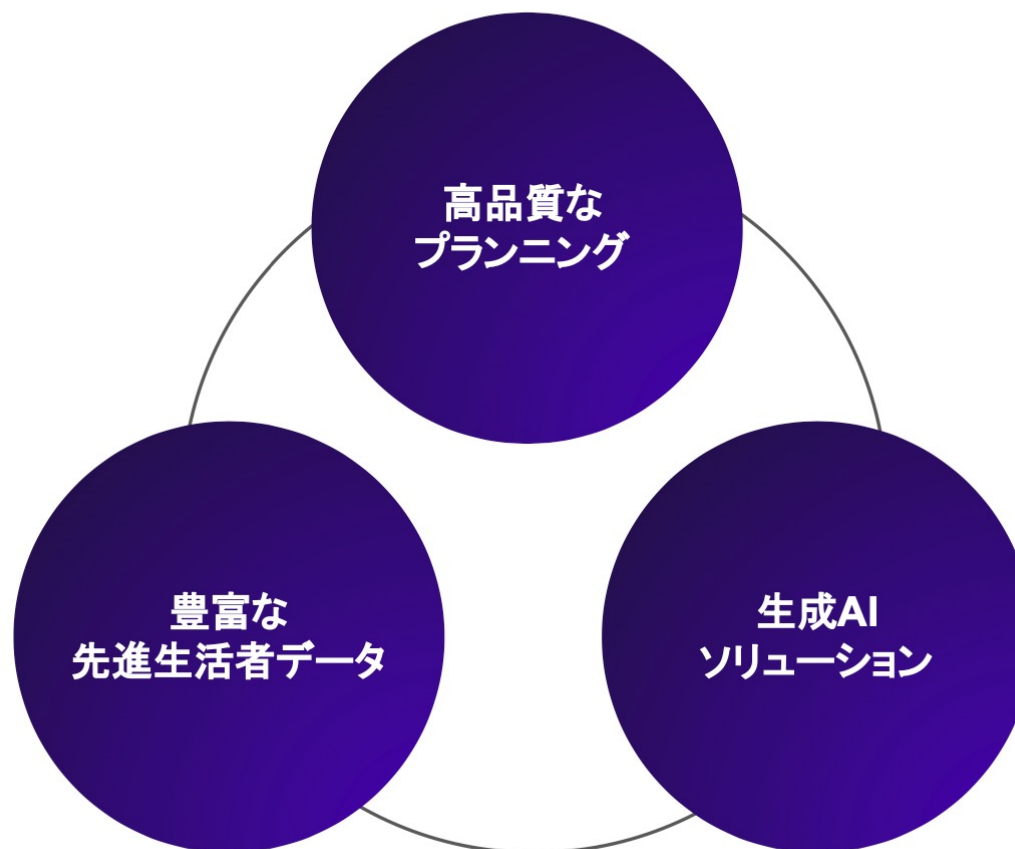 高品質な
プランニング
豊富な
先進生活者データ
生成AI
ソリューション